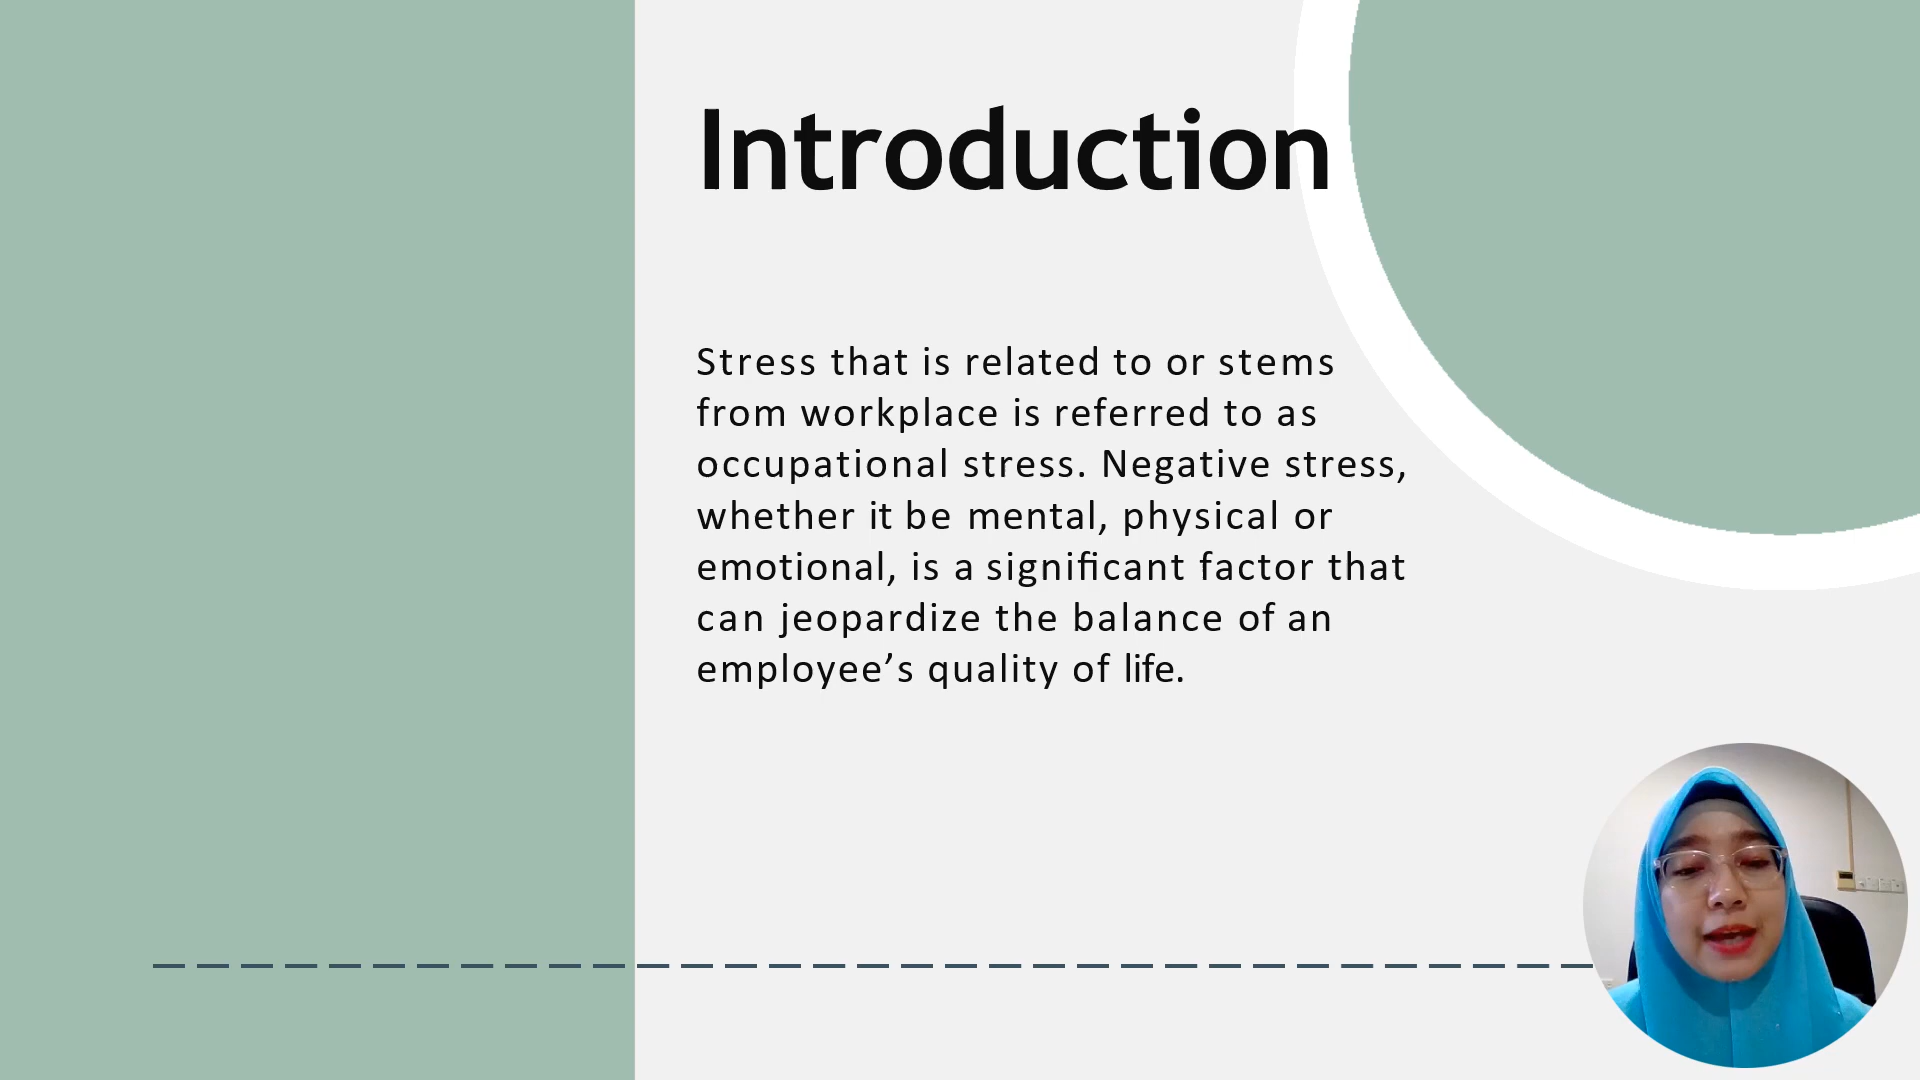 Introduction
Stress that is related to or stems
from workplace is referred to as
occupational stress. Negative stress,
whether it be mental, physical or
emotional, is a significant factor that
can jeopardize the balance of an
employee’s quality of life.